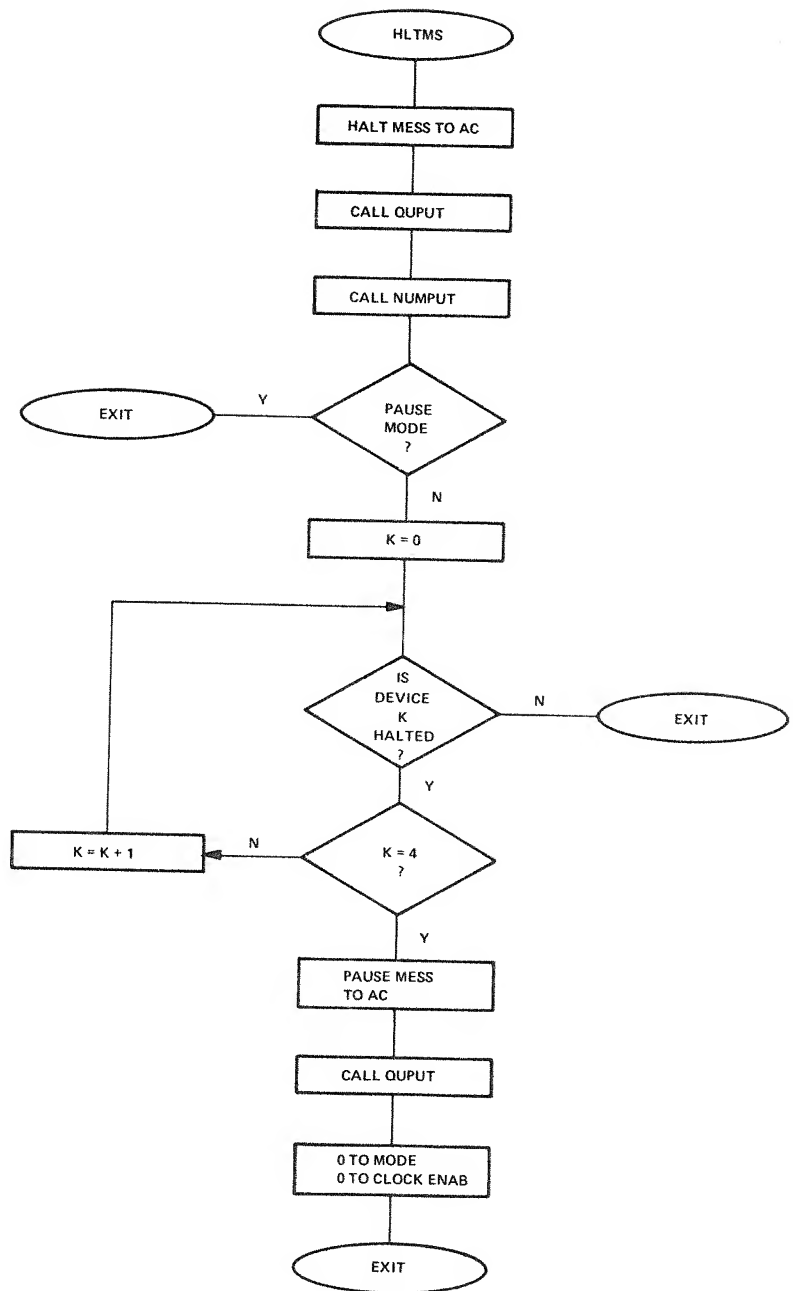 HLTMS
HALT MESS TO AC
CALL QUPUT
CALL NUMPUT
EXIT
Y
PAUSE
MODE
?
N
K = 0
IS
DEVICE
K
HALTED
?
N
EXIT
Y
K = K + 1
N
K = 4
?
Y
PAUSE MESS
TO AC
CALL QUPUT
0 TO MODE
0 TO CLOCK ENAB
EXIT